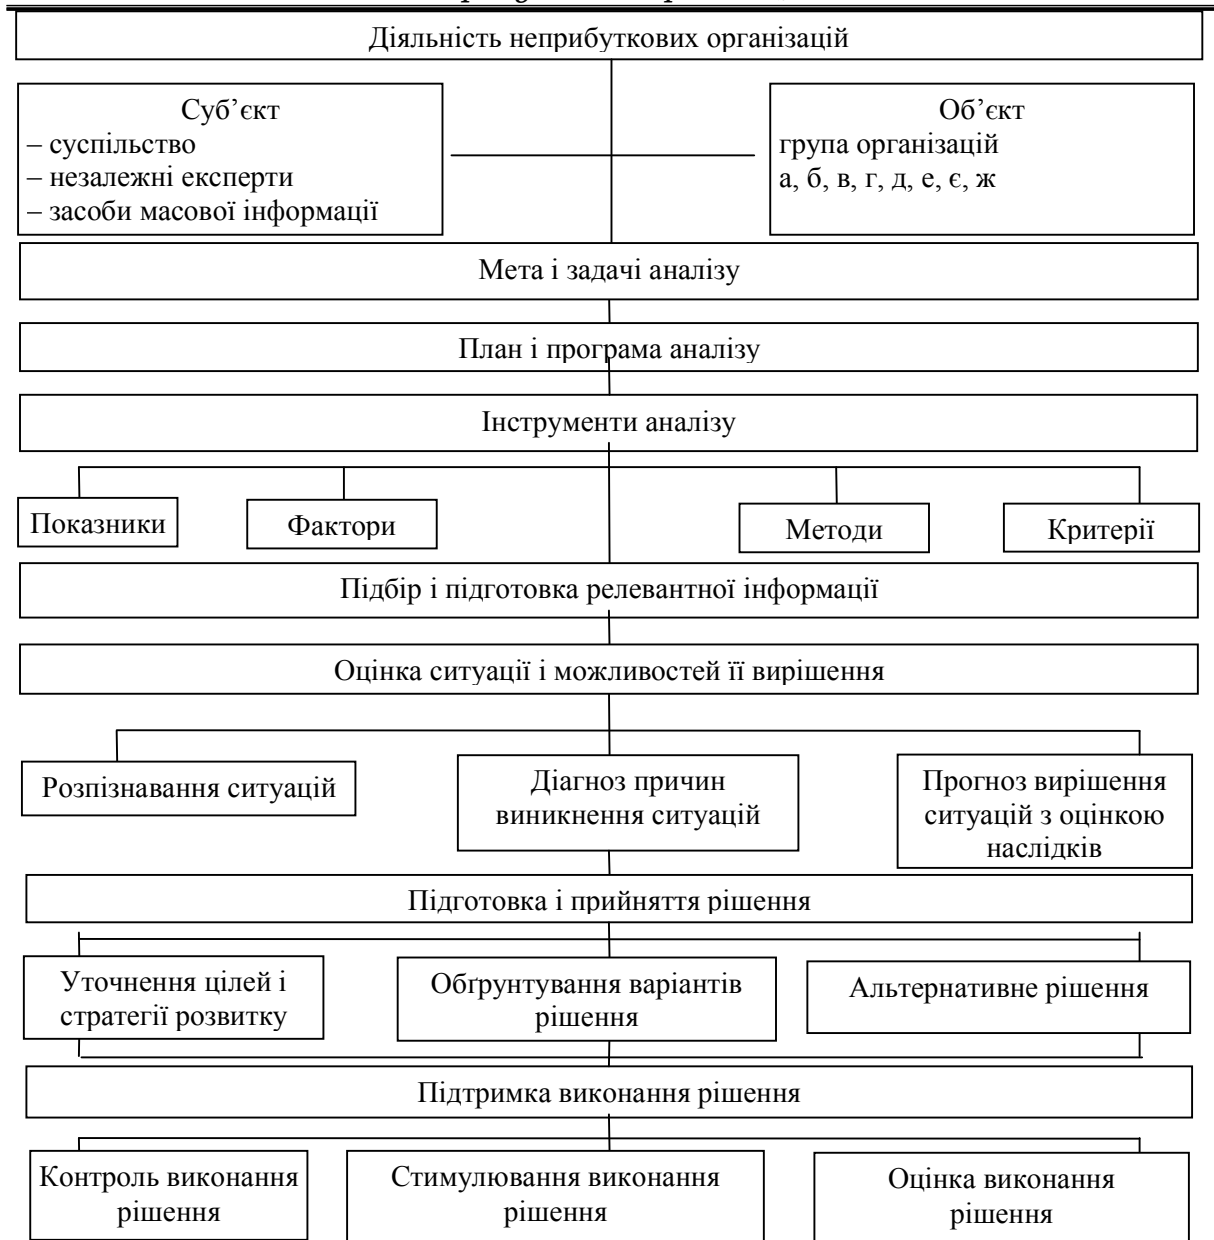 Діяльність неприбуткових організацій
Суб’єкт
– суспільство
– незалежні експерти
– засоби масової інформації
Об’єкт
група організацій
а, б, в, г, д, е, є, ж
Мета і задачі аналізу
План і програма аналізу
Інструменти аналізу
Показники
Фактори
Методи
Критерії
Підбір і підготовка релевантної інформації
Оцінка ситуації і можливостей її вирішення
Розпізнавання ситуацій
Діагноз причин
виникнення ситуацій
Прогноз вирішення
ситуацій з оцінкою
наслідків
Підготовка і прийняття рішення
Уточнення цілей і
стратегії розвитку
Обґрунтування варіантів
рішення
Альтернативне рішення
Підтримка виконання рішення
Контроль виконання
рішення
Стимулювання виконання
рішення
Оцінка виконання
рішення